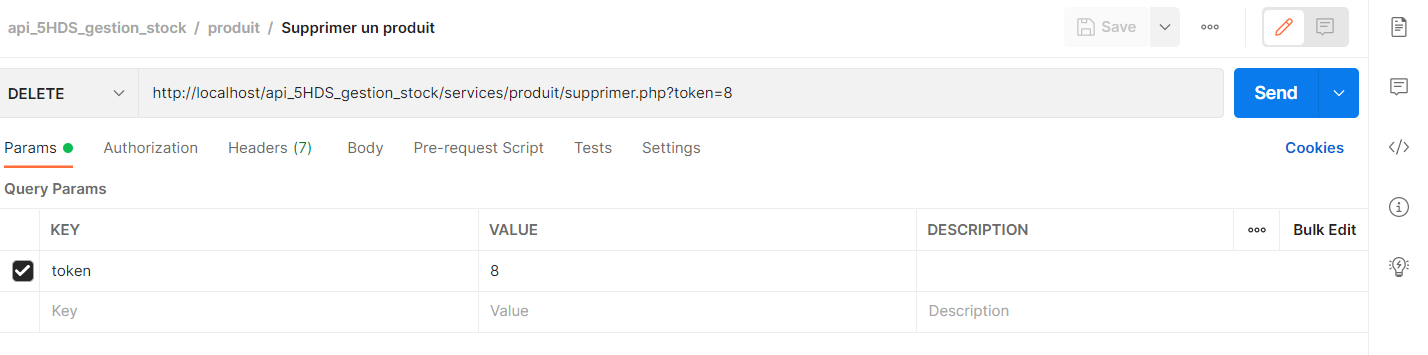 api_5HDS_gestion_stock / produit / Supprimer un produit Save
DELETE http://localhost/api_5HDS_gestion_stock/services/produit/supprimer.php?token=8 Send
Params Authorization Headers (7) Body Pre-request Script Tests Settings Cookies
Query Params
KEY VALUE DESCRIPTION Bulk Edit
token 8
Key Value Description